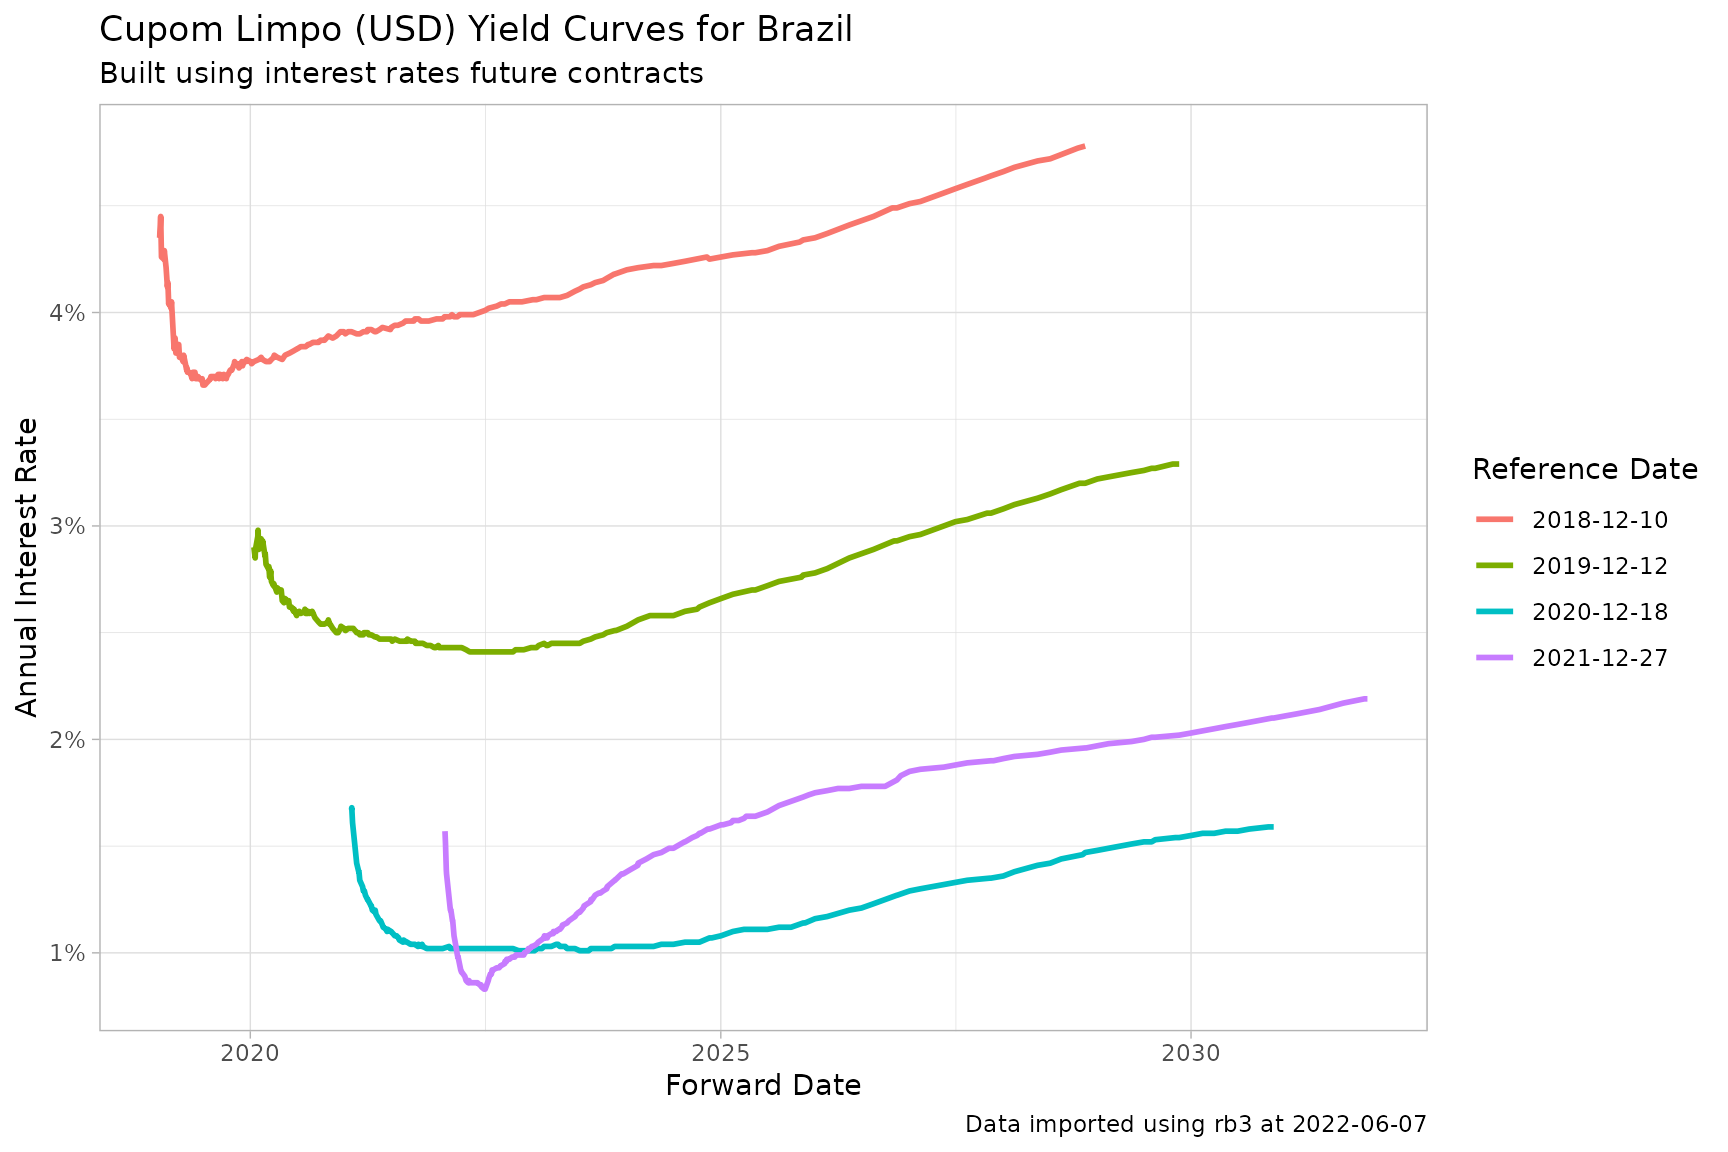 Cupom Limpo (USD) Yield Curves for Brazil
Built using interest rates future contracts
Annual Interest Rate
4%
3%
2%
1%
2020
2025
2030
Forward Date
Reference Date
2018-12-10
2019-12-12
2020-12-18
2021-12-27
Data imported using rb3 at 2022-06-07